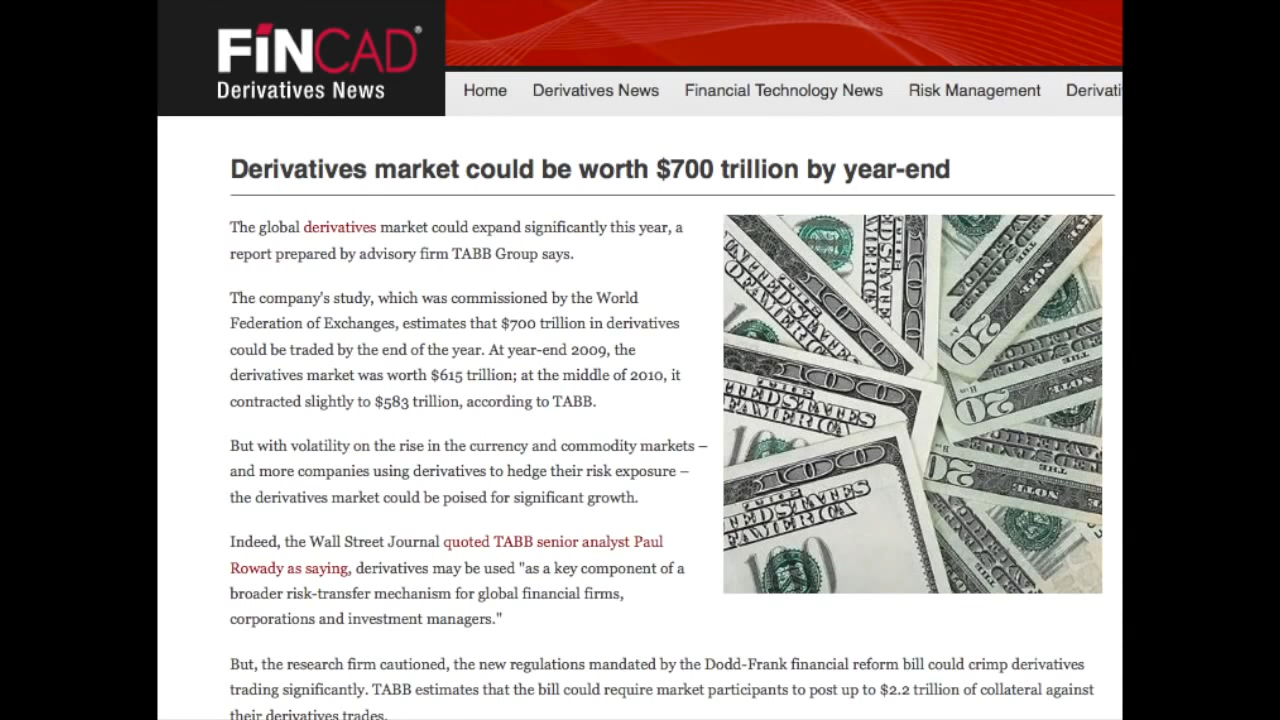 FiNCAD®
Derivatives News
Home Derivatives News Financial Technology News Risk Management Derivati
Derivatives market could be worth $700 trillion by year-end
The global derivatives market could expand significantly this year, a
report prepared by advisory firm TABB Group says.
The company's study, which was commissioned by the World
Federation of Exchanges, estimates that $700 trillion in derivatives
could be traded by the end of the year. At year-end 2009, the
derivatives market was worth $615 trillion; at the middle of 2010, it
contracted slightly to $583 trillion, according to TABB.
But with volatility on the rise in the currency and commodity markets –
and more companies using derivatives to hedge their risk exposure –
the derivatives market could be poised for significant growth.
Indeed, the Wall Street Journal quoted TABB senior analyst Paul
Rowady as saying, derivatives may be used "as a key component of a
broader risk-transfer mechanism for global financial firms,
corporations and investment managers."
But, the research firm cautioned, the new regulations mandated by the Dodd-Frank financial reform bill could crimp derivatives
trading significantly. TABB estimates that the bill could require market participants to post up to $2.2 trillion of collateral against
their derivatives trades.